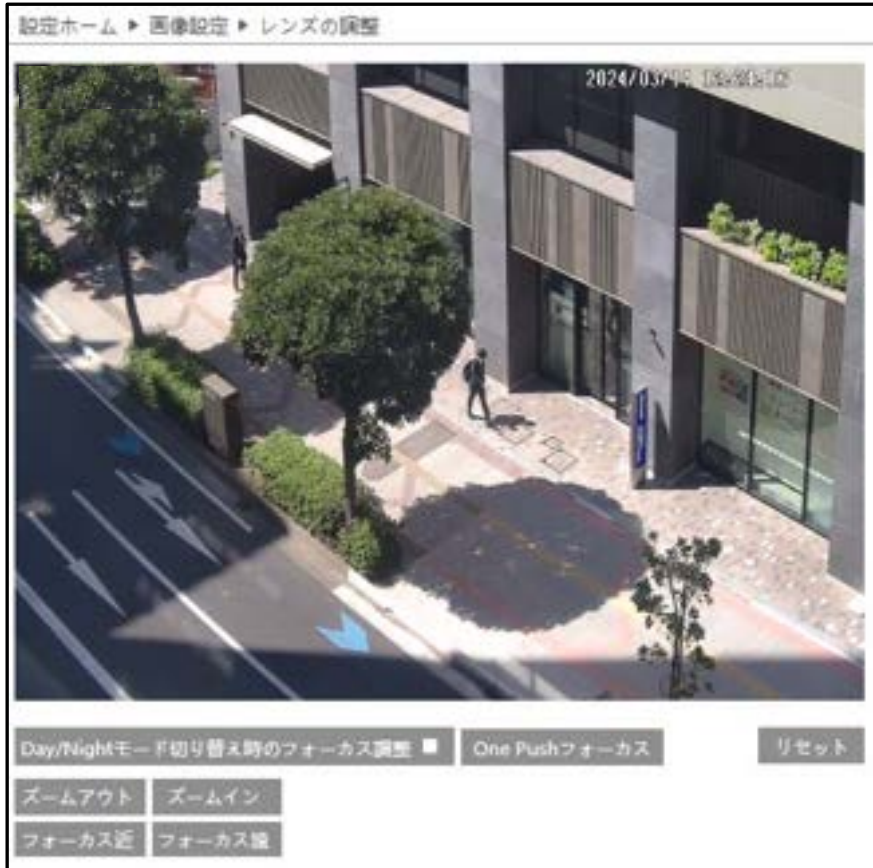 設定ホーム ▶ 画像設定 ▶ レンズの調整
2024/03/
Day/Nightモード切り替え時のフォーカス調整 One Pushフォーカス リセット
ズームアウト ズームイン
フォーカス近 フォーカス遠